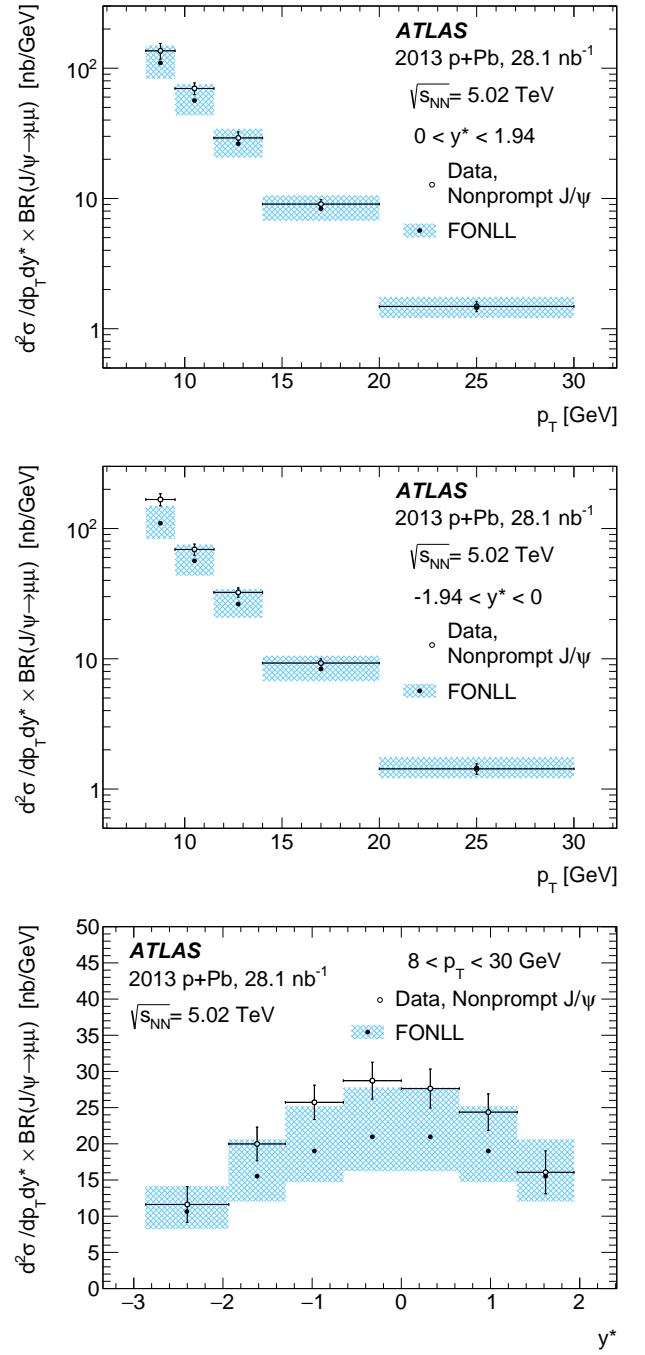 d²σ/dp_T dy* × BR(J/ψ→μμ) [nb/GeV]
10²
10
1
ATLAS
2013 p+Pb, 28.1 nb⁻¹
√s_NN = 5.02 TeV
0 < y* < 1.94
Data,
Nonprompt J/ψ
FONLL
10 15 20 25 30
p_T [GeV]
d²σ/dp_T dy* × BR(J/ψ→μμ) [nb/GeV]
10²
10
1
ATLAS
2013 p+Pb, 28.1 nb⁻¹
√s_NN = 5.02 TeV
-1.94 < y* < 0
Data,
Nonprompt J/ψ
FONLL
10 15 20 25 30
p_T [GeV]
d²σ/dp_T dy* × BR(J/ψ→μμ) [nb/GeV]
50
45
40
35
30
25
20
15
10
5
0
ATLAS
2013 p+Pb, 28.1 nb⁻¹
√s_NN = 5.02 TeV
8 < p_T < 30 GeV
Data, Nonprompt J/ψ
FONLL
−3 −2 −1 0 1 2
y*